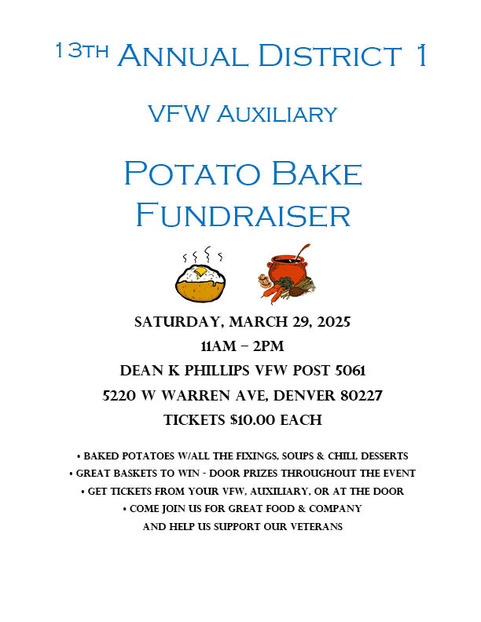 13TH ANNUAL DISTRICT 1
VFW AUXILIARY
POTATO BAKE
FUNDRAISER
SATURDAY, MARCH 29, 2025
11AM – 2PM
DEAN K PHILLIPS VFW POST 5061
5220 W WARREN AVE, DENVER 80227
TICKETS $10.00 EACH
• BAKED POTATOES W/ALL THE FIXINGS, SOUPS & CHILI, DESSERTS
• GREAT BASKETS TO WIN - DOOR PRIZES THROUGHOUT THE EVENT
• GET TICKETS FROM YOUR VFW, AUXILIARY, OR AT THE DOOR
• COME JOIN US FOR GREAT FOOD & COMPANY
AND HELP US SUPPORT OUR VETERANS